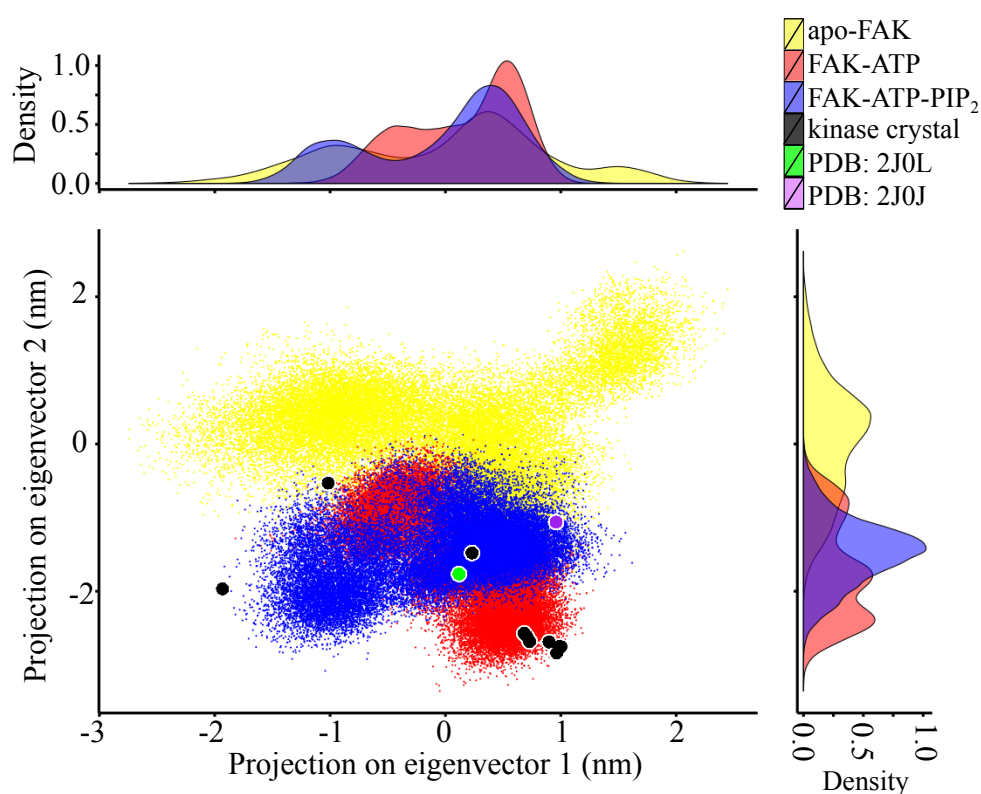 apo-FAK
FAK-ATP
FAK-ATP-PIP₂
kinase crystal
PDB: 2J0L
PDB: 2J0J
Density
1.0
0.5
0.0
Projection on eigenvector 2 (nm)
2
0
-2
-3
-2
-1
0
1
2
Projection on eigenvector 1 (nm)
0.0
0.5
1.0
Density